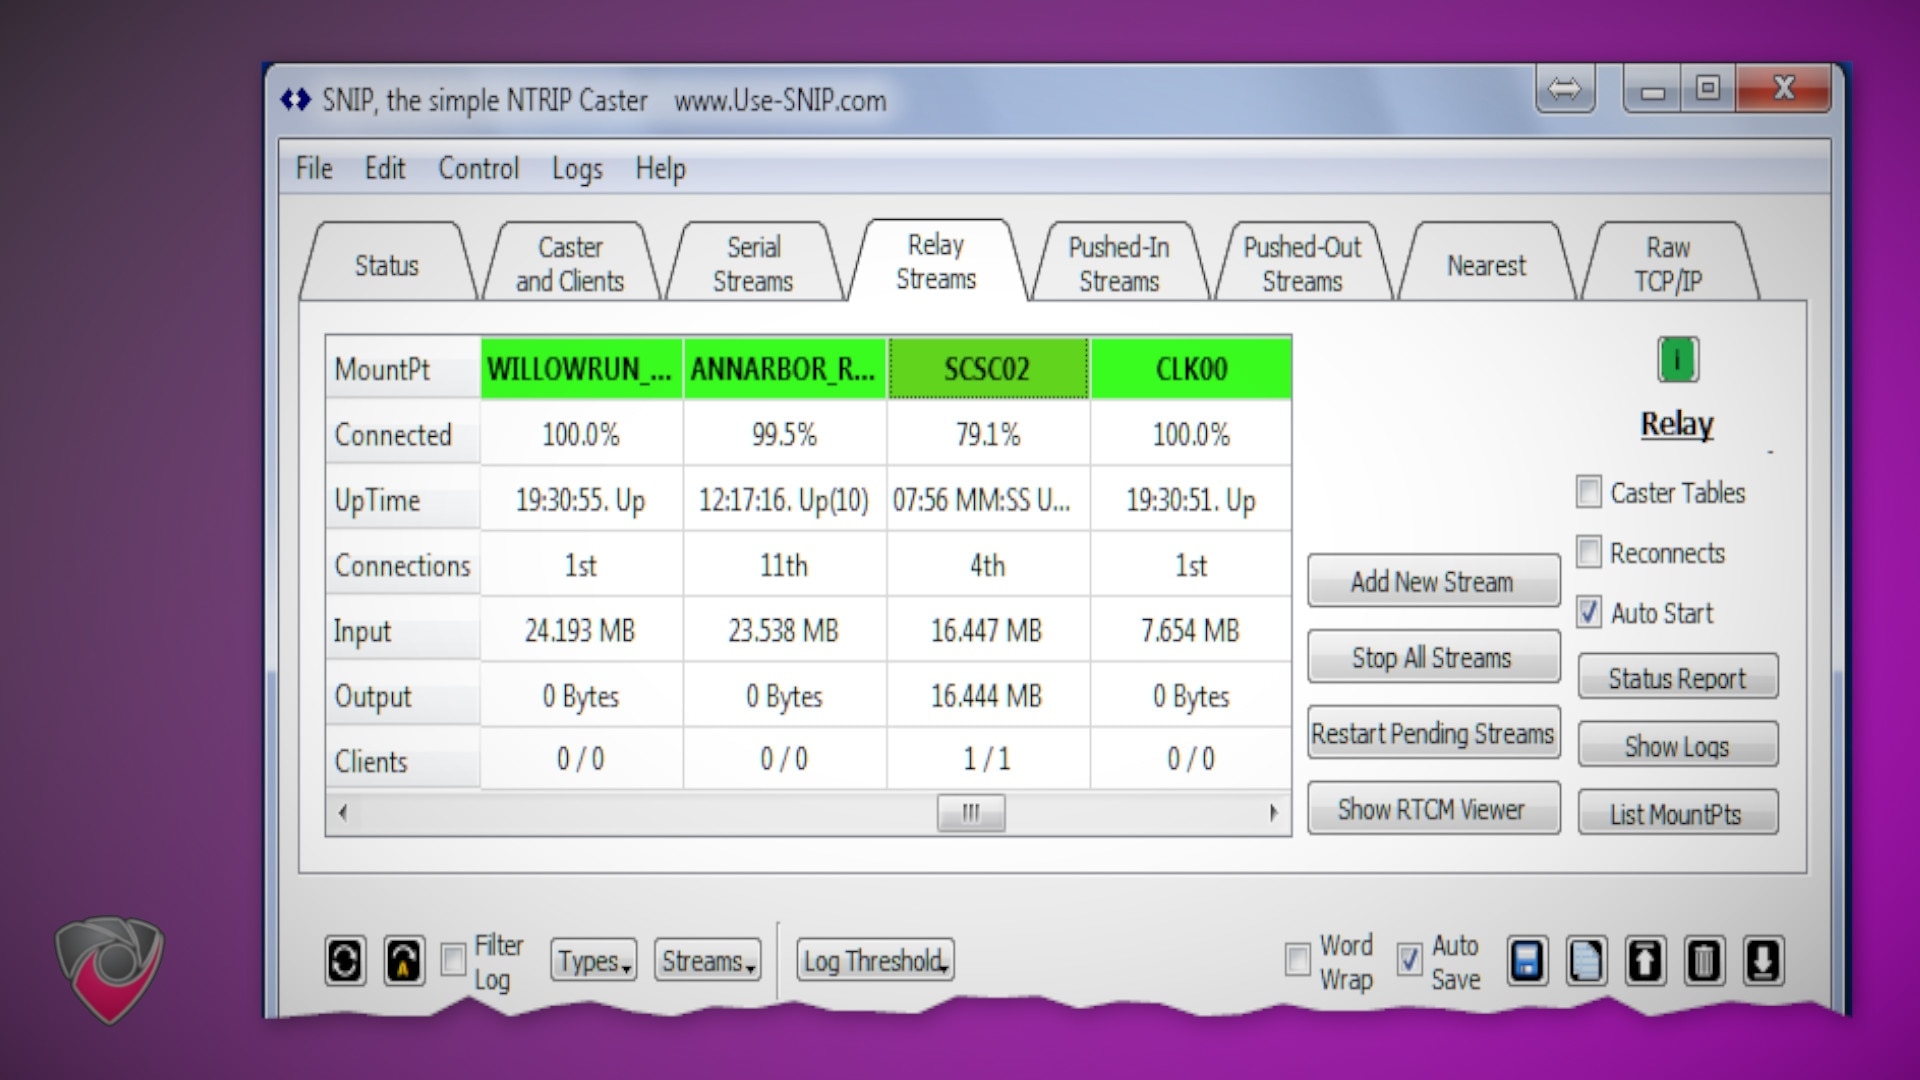 SNIP, the simple NTRIP Caster www.Use-SNIP.com
File Edit Control Logs Help
Status
Caster
and Clients
Serial
Streams
Relay
Streams
Pushed-In
Streams
Pushed-Out
Streams
Nearest
Raw
TCP/IP
MountPt WILLOWRUN_... ANNARBOR_R... SCSC02 CLK00
Connected 100.0% 99.5% 79.1% 100.0%
UpTime 19:30:55. Up 12:17:16. Up(10) 07:56 MM:SS U... 19:30:51. Up
Connections 1st 11th 4th 1st
Input 24.193 MB 23.538 MB 16.447 MB 7.654 MB
Output 0 Bytes 0 Bytes 16.444 MB 0 Bytes
Clients 0 / 0 0 / 0 1 / 1 0 / 0
Add New Stream
Stop All Streams
Restart Pending Streams
Show RTCM Viewer
i
Relay
Caster Tables
Reconnects
Auto Start
Status Report
Show Logs
List MountPts
Filter
Log
Types
Streams
Log Threshold
Word
Wrap
Auto
Save